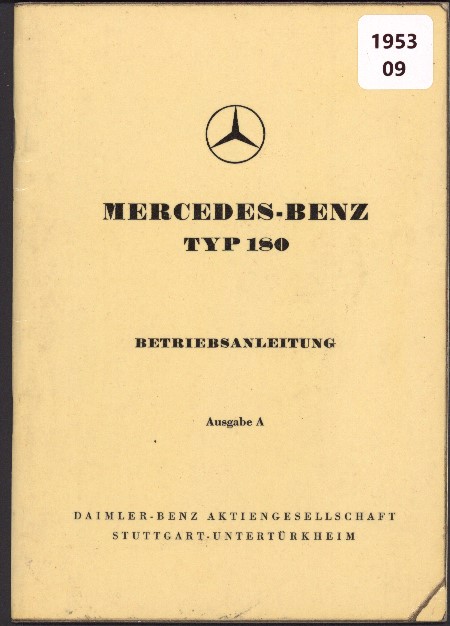 1953
09
MERCEDES-BENZ
TYP 180
BETRIEBSANLEITUNG
Ausgabe A
DAIMLER-BENZ AKTIENGESELLSCHAFT
STUTTGART-UNTERTÜRKHEIM